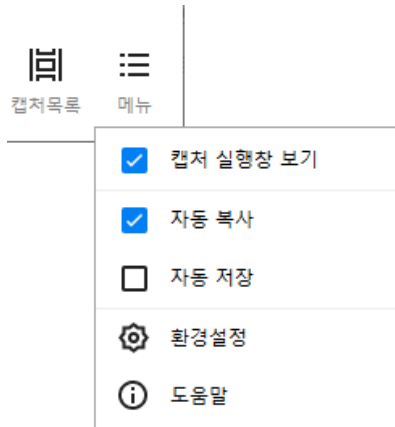 캡처목록 메뉴
캡처 실행창 보기
자동 복사
자동 저장
환경설정
도움말